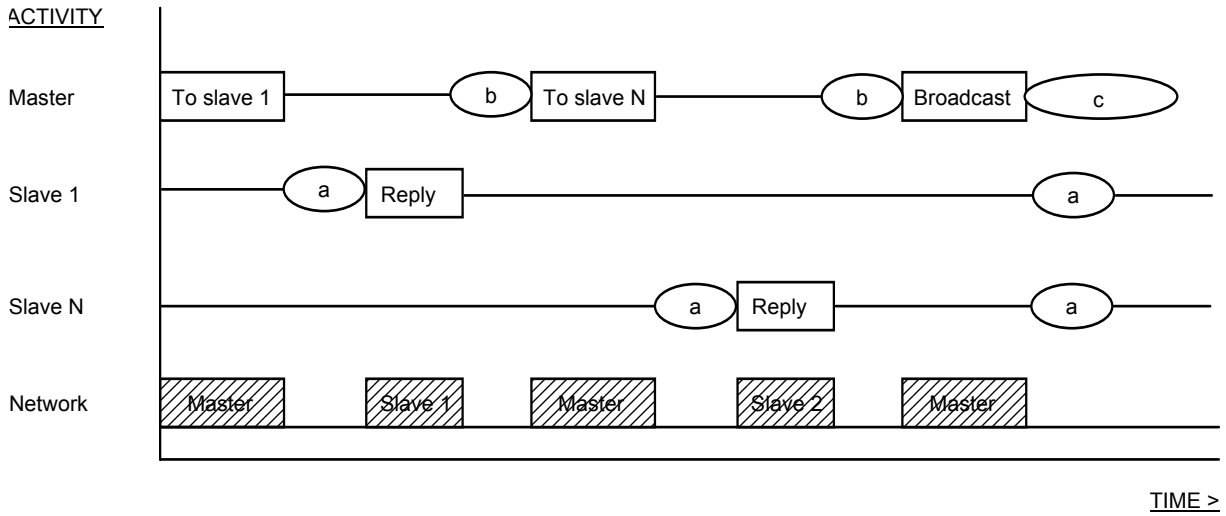 ACTIVITY
Master To slave 1 b To slave N b Broadcast c
Slave 1 a Reply a
Slave N a Reply a
Network Master Slave 1 Master Slave 2 Master
TIME >